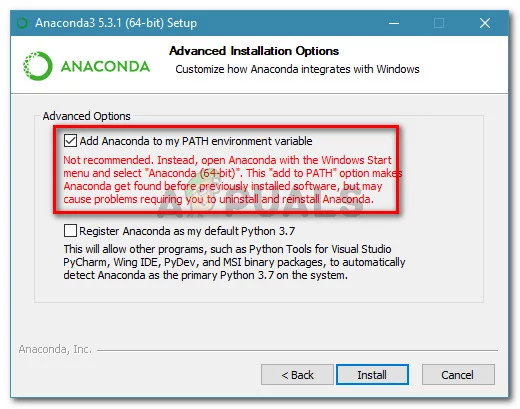 Anaconda3 5.3.1 (64-bit) Setup
ANACONDA
Advanced Installation Options
Customize how Anaconda integrates with Windows
Advanced Options
Add Anaconda to my PATH environment variable
Not recommended. Instead, open Anaconda with the Windows Start
menu and select "Anaconda (64-bit)". This "add to PATH" option makes
Anaconda get found before previously installed software, but may
cause problems requiring you to uninstall and reinstall Anaconda.
Register Anaconda as my default Python 3.7
This will allow other programs, such as Python Tools for Visual Studio
PyCharm, Wing IDE, PyDev, and MSI binary packages, to automatically
detect Anaconda as the primary Python 3.7 on the system.
Anaconda, Inc.
< Back
Install
Cancel